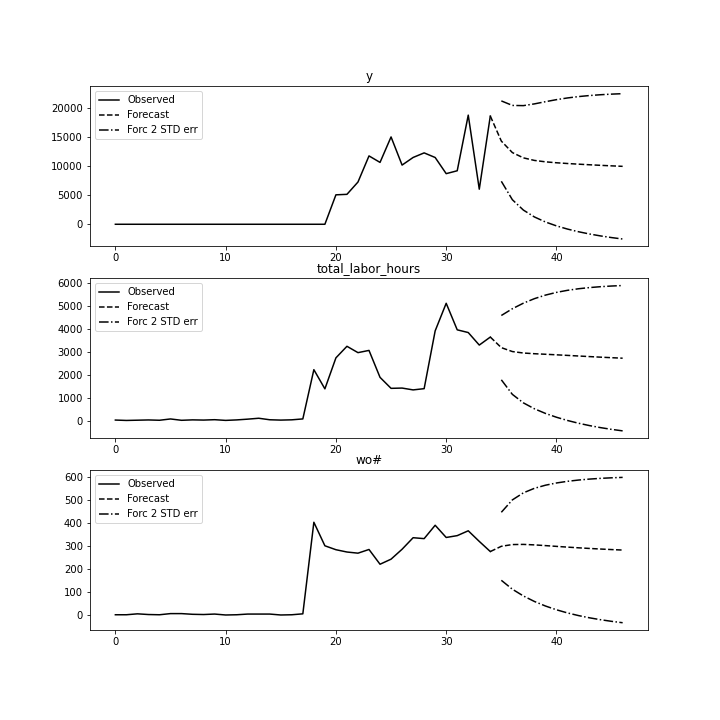 y
Observed
Forecast
Forc 2 STD err
20000
15000
10000
5000
0
0 10 20 30 40
total_labor_hours
Observed
Forecast
Forc 2 STD err
6000
5000
4000
3000
2000
1000
0
0 10 20 30 40
wo#
Observed
Forecast
Forc 2 STD err
600
500
400
300
200
100
0
0 10 20 30 40